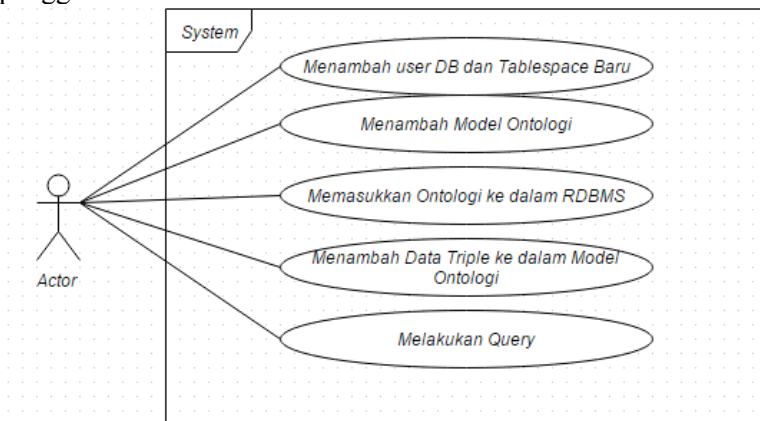 System
Menambah user DB dan Tablespace Baru
Menambah Model Ontologi
Memasukkan Ontologi ke dalam RDBMS
Menambah Data Triple ke dalam Model
Ontologi
Actor
Melakukan Query